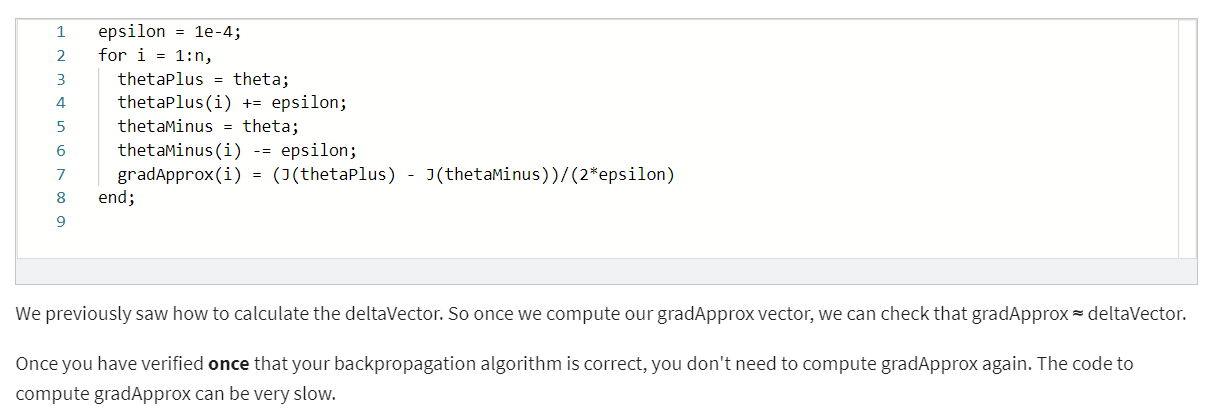 1 epsilon = 1e-4;
2 for i = 1:n,
3 thetaPlus = theta;
4 thetaPlus(i) += epsilon;
5 thetaMinus = theta;
6 thetaMinus(i) -= epsilon;
7 gradApprox(i) = (J(thetaPlus) - J(thetaMinus))/(2*epsilon)
8 end;
9
We previously saw how to calculate the deltaVector. So once we compute our gradApprox vector, we can check that gradApprox ≈ deltaVector.
Once you have verified once that your backpropagation algorithm is correct, you don't need to compute gradApprox again. The code to
compute gradApprox can be very slow.